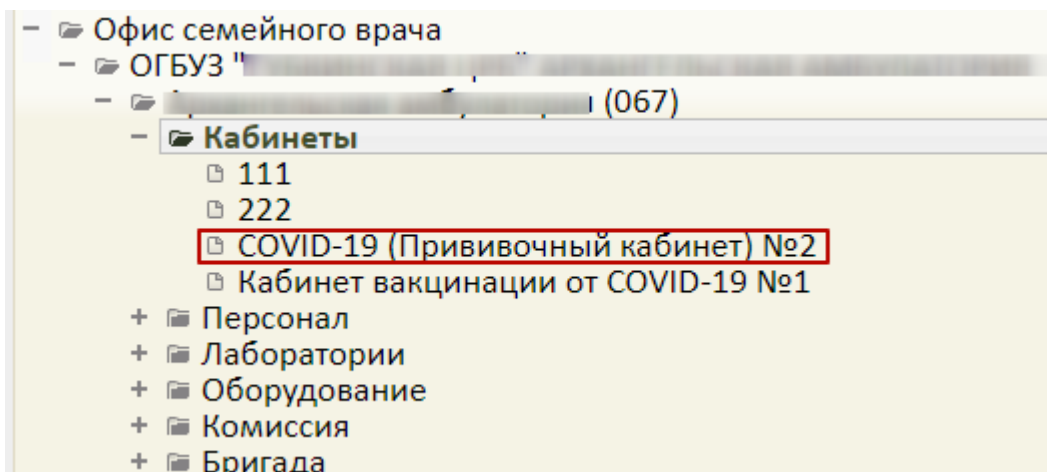 Офис семейного врача
ОГБУЗ "
(067)
Кабинеты
111
222
COVID-19 (Прививочный кабинет) №2
Кабинет вакцинации от COVID-19 №1
Персонал
Лаборатории
Оборудование
Комиссия
Бригада